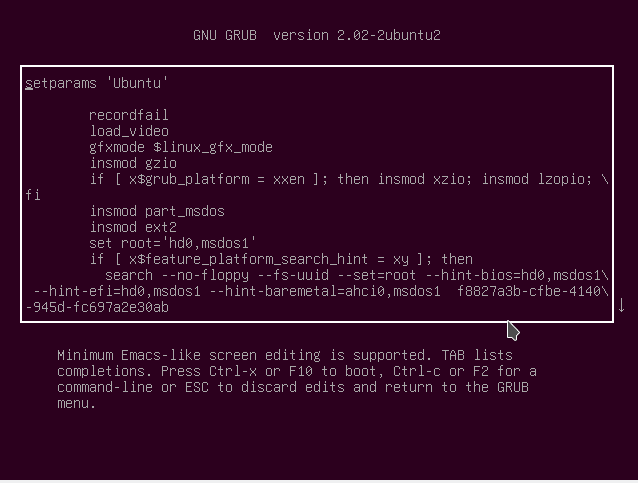 GNU GRUB  version 2.02-2ubuntu2
setparams 'Ubuntu'
        recordfail
        load_video
        gfxmode $linux_gfx_mode
        insmod gzio
        if [ x$grub_platform = xxen ]; then insmod xzio; insmod lzopio; \
fi
        insmod part_msdos
        insmod ext2
        set root='hd0,msdos1'
        if [ x$feature_platform_search_hint = xy ]; then
          search --no-floppy --fs-uuid --set=root --hint-bios=hd0,msdos1\
 --hint-efi=hd0,msdos1 --hint-baremetal=ahci0,msdos1  f8827a3b-cfbe-4140\
-945d-fc697a2e30ab
Minimum Emacs-like screen editing is supported. TAB lists
completions. Press Ctrl-x or F10 to boot, Ctrl-c or F2 for a
command-line or ESC to discard edits and return to the GRUB
menu.